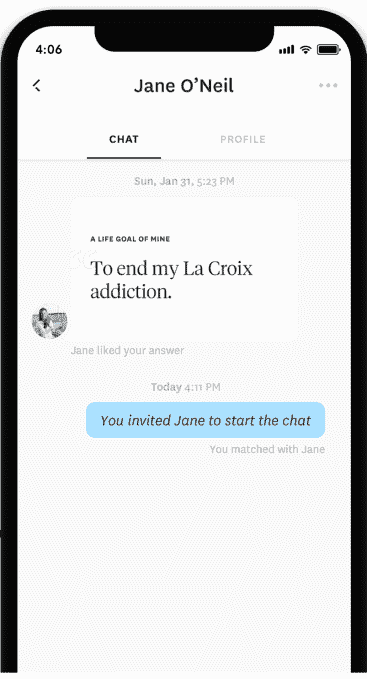 4:06
Jane O’Neil
CHAT
PROFILE
Sun, Jan 31, 5:23 PM
A LIFE GOAL OF MINE
To end my La Croix
addiction.
Jane liked your answer
Today 4:11 PM
You invited Jane to start the chat
You matched with Jane